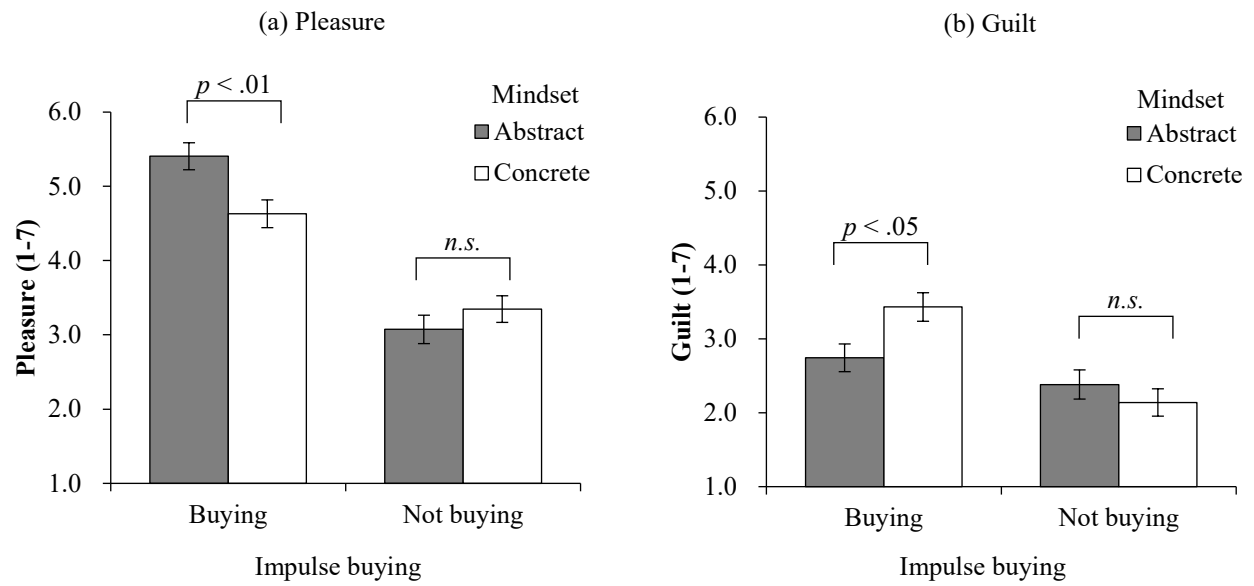 (a) Pleasure
p < .01
Mindset
Abstract
Concrete
6.0
5.0
4.0
3.0
2.0
1.0
Pleasure (1-7)
n.s.
Buying
Not buying
Impulse buying
(b) Guilt
Mindset
Abstract
Concrete
6.0
5.0
4.0
3.0
2.0
1.0
Guilt (1-7)
p < .05
n.s.
Buying
Not buying
Impulse buying